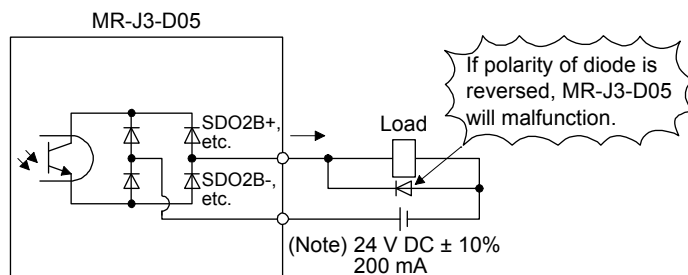 MR-J3-D05
If polarity of diode is
reversed, MR-J3-D05
will malfunction.
SDO2B+,
etc.
Load
SDO2B-,
etc.
(Note) 24 V DC ± 10%
200 mA